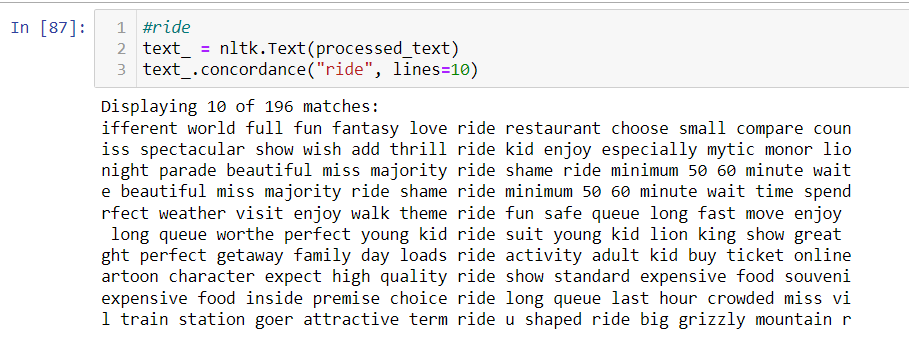 In [87]:
1 #ride
2 text_ = nltk.Text(processed_text)
3 text_.concordance("ride", lines=10)
Displaying 10 of 196 matches:
ifferent world full fun fantasy love ride restaurant choose small compare coun
iss spectacular show wish add thrill ride kid enjoy especially mytic monor lio
night parade beautiful miss majority ride shame ride minimum 50 60 minute wait
e beautiful miss majority ride shame ride minimum 50 60 minute wait time spend
rfect weather visit enjoy walk theme ride fun safe queue long fast move enjoy
long queue worthe perfect young kid ride suit young kid lion king show great
ght perfect getaway family day loads ride activity adult kid buy ticket online
artoon character expect high quality ride show standard expensive food souveni
expensive food inside premise choice ride long queue last hour crowded miss vi
l train station goer attractive term ride u shaped ride big grizzly mountain r